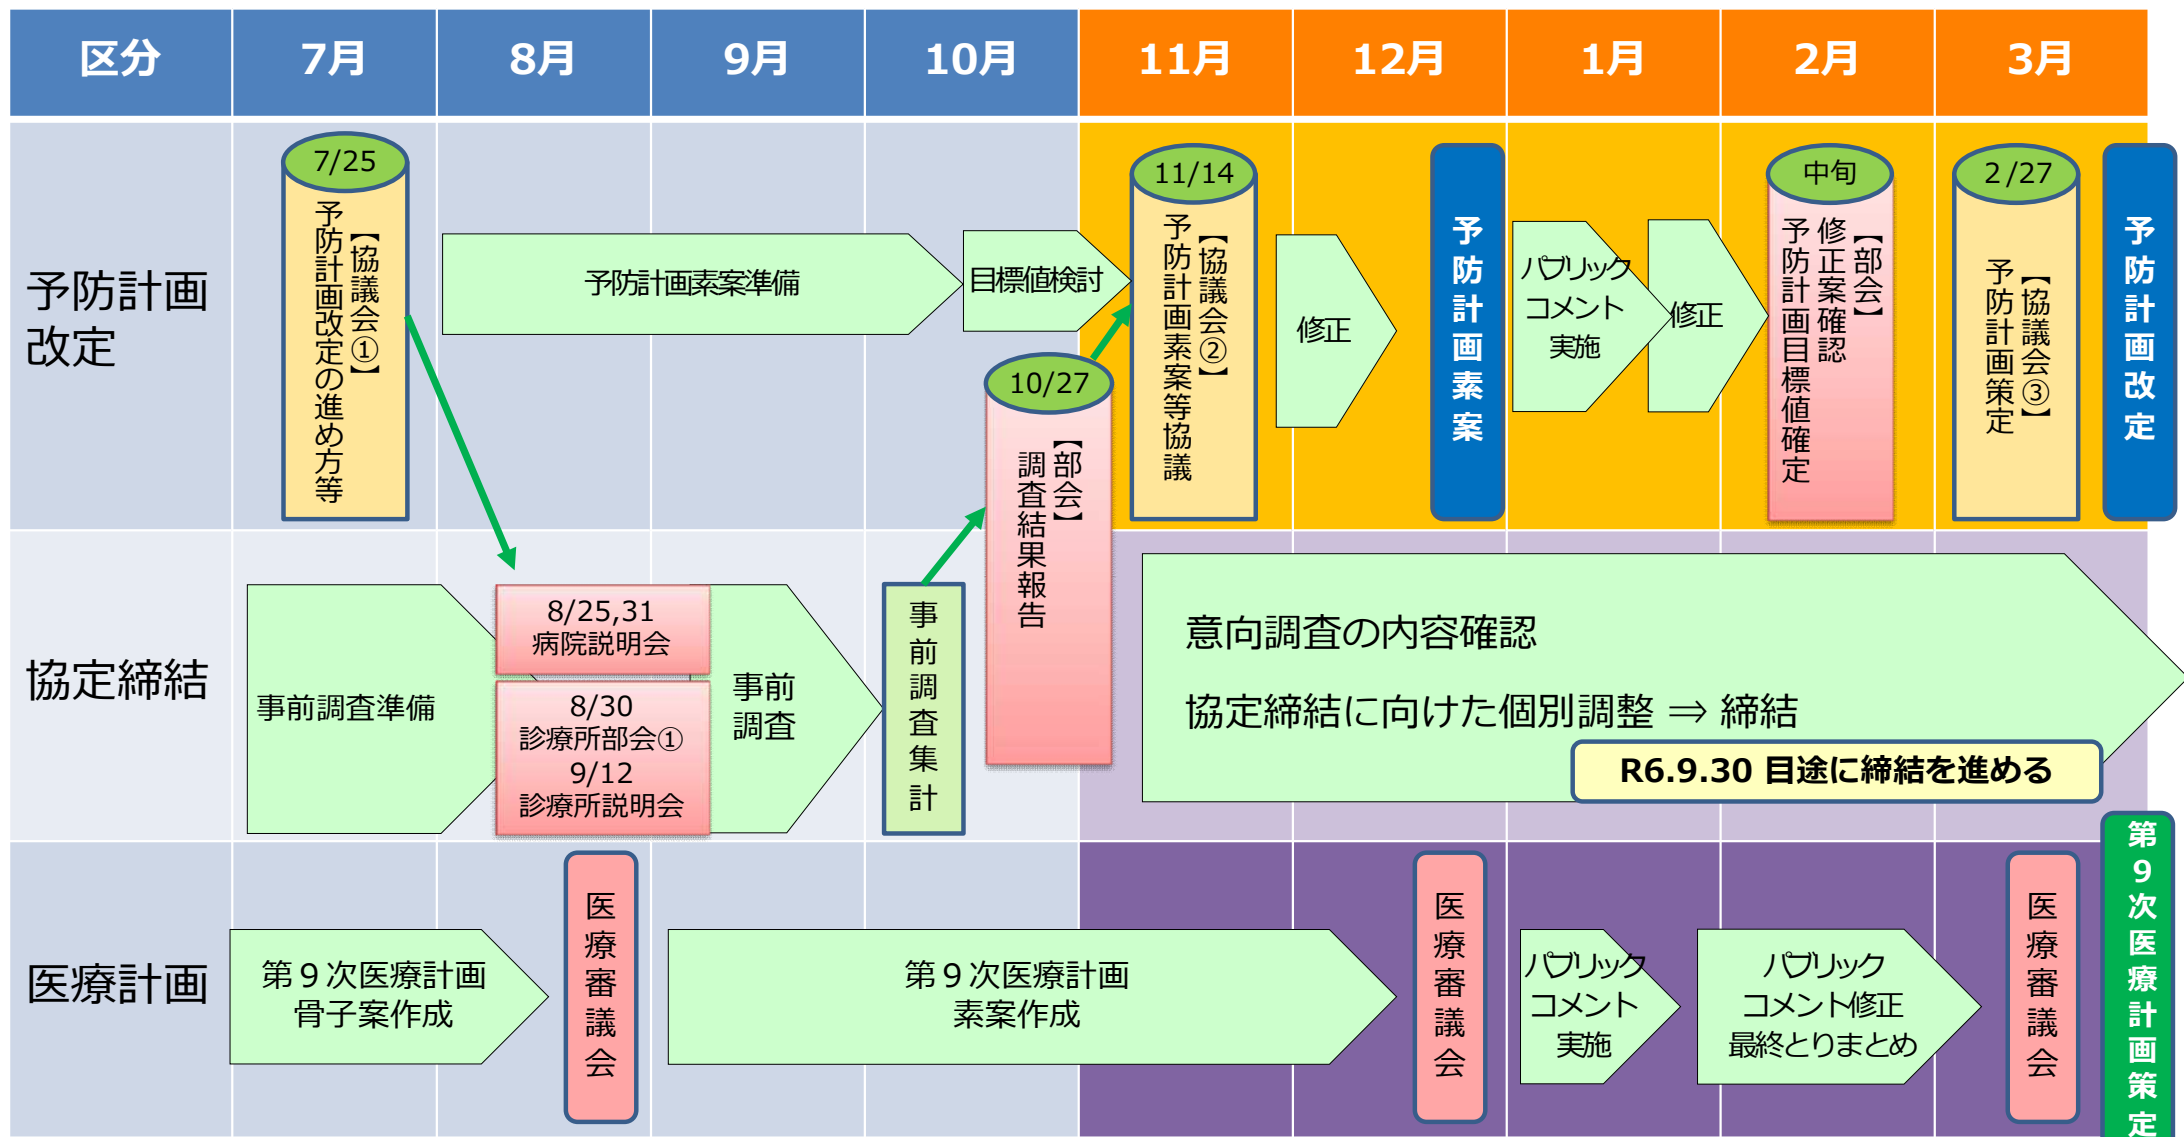 区分
7月
8月
9月
10月
11月
12月
1月
2月
3月
予防計画
改定
7/25
【協議会①】
予防計画改定の進め方等
予防計画素案準備
目標値検討
10/27
【部会】
調査結果報告
11/14
【協議会②】
予防計画素案等協議
修正
予防計画素案
パブリック
コメント
実施
修正
中旬
【部会】
修正案確認
予防計画目標値確定
2/27
【協議会③】
予防計画策定
予防計画改定
協定締結
事前調査準備
8/25,31
病院説明会
8/30
診療所部会①
9/12
診療所説明会
事前
調査
事前調査集計
意向調査の内容確認
協定締結に向けた個別調整 ⇒ 締結
R6.9.30 目途に締結を進める
医療計画
第9次医療計画
骨子案作成
医療審議会
第9次医療計画
素案作成
医療審議会
パブリック
コメント
実施
パブリック
コメント修正
最終とりまとめ
医療審議会
第9次医療計画策定